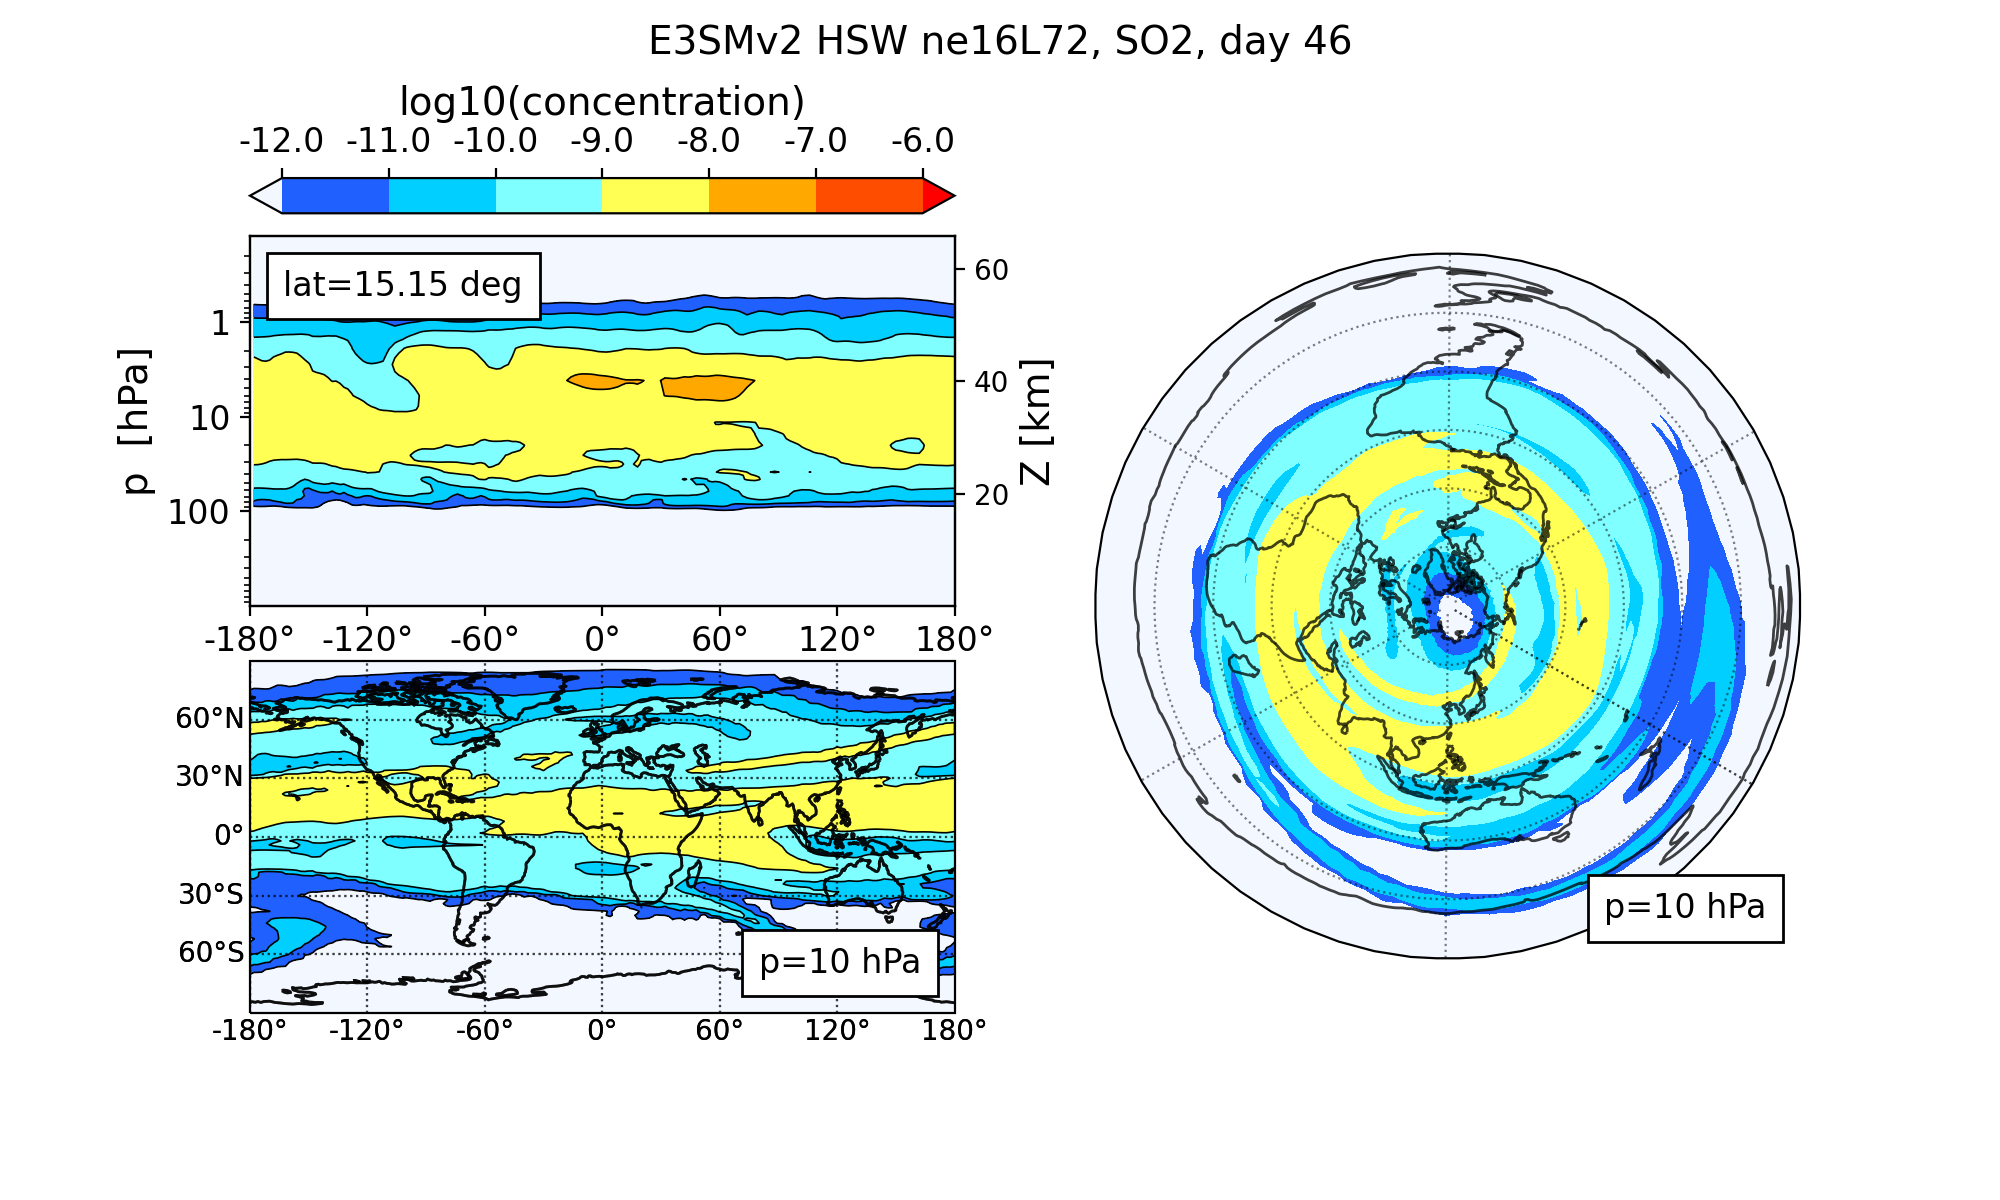 E3SMv2 HSW ne16L72, SO2, day 46
log10(concentration)
-12.0 -11.0 -10.0 -9.0 -8.0 -7.0 -6.0
lat=15.15 deg
p [hPa]
1
10
100
60
40
20
Z [km]
-180° -120° -60° 0° 60° 120° 180°
60°N
30°N
0°
30°S
60°S
p=10 hPa
-180° -120° -60° 0° 60° 120° 180°
p=10 hPa